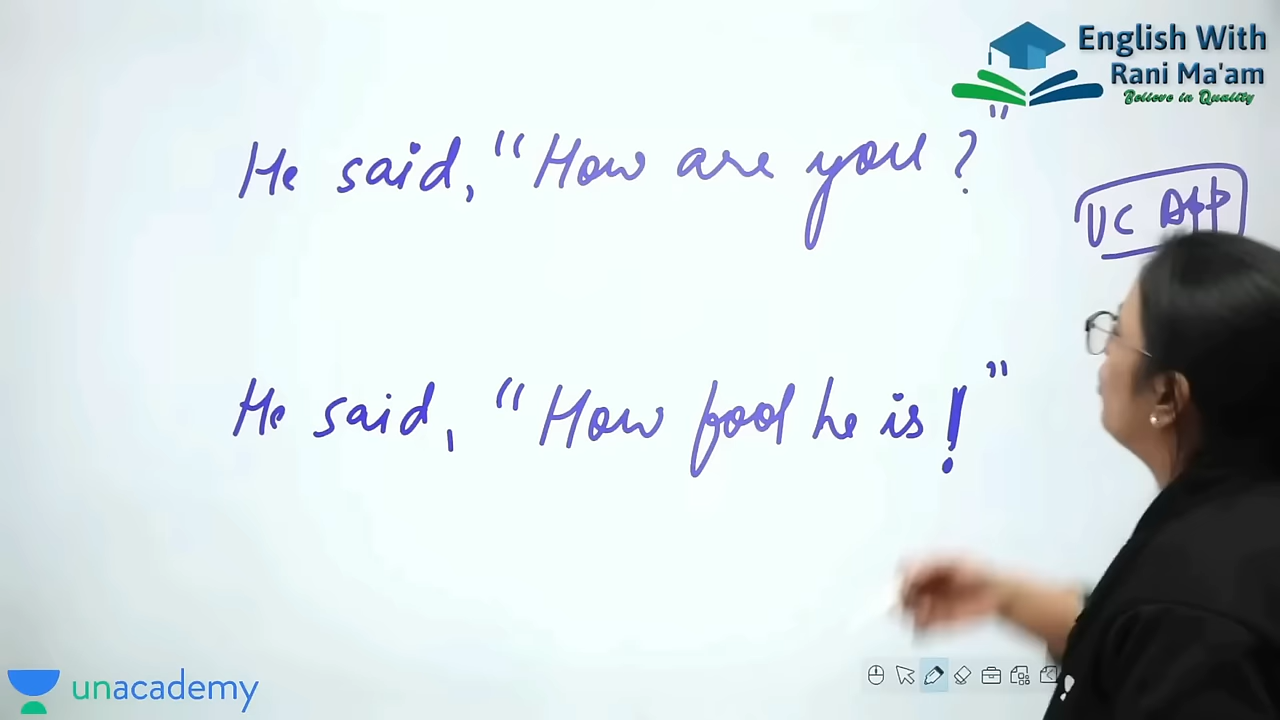 English With
Rani Ma'am
Believe in Quality
He said, "How are you?"
UC App
He said, "How fool he is!"
unacademy